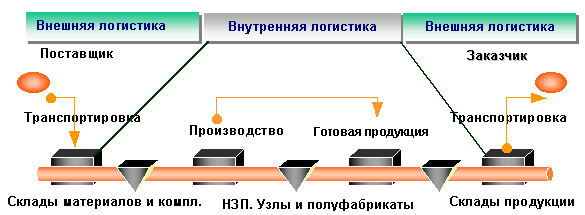 Внешняя логистика
Внутренняя логистика
Внешняя логистика
Поставщик
Заказчик
Транспортировка
Производство
Готовая продукция
Транспортировка
Склады материалов и компл.
НЗП. Узлы и полуфабрикаты
Склады продукции